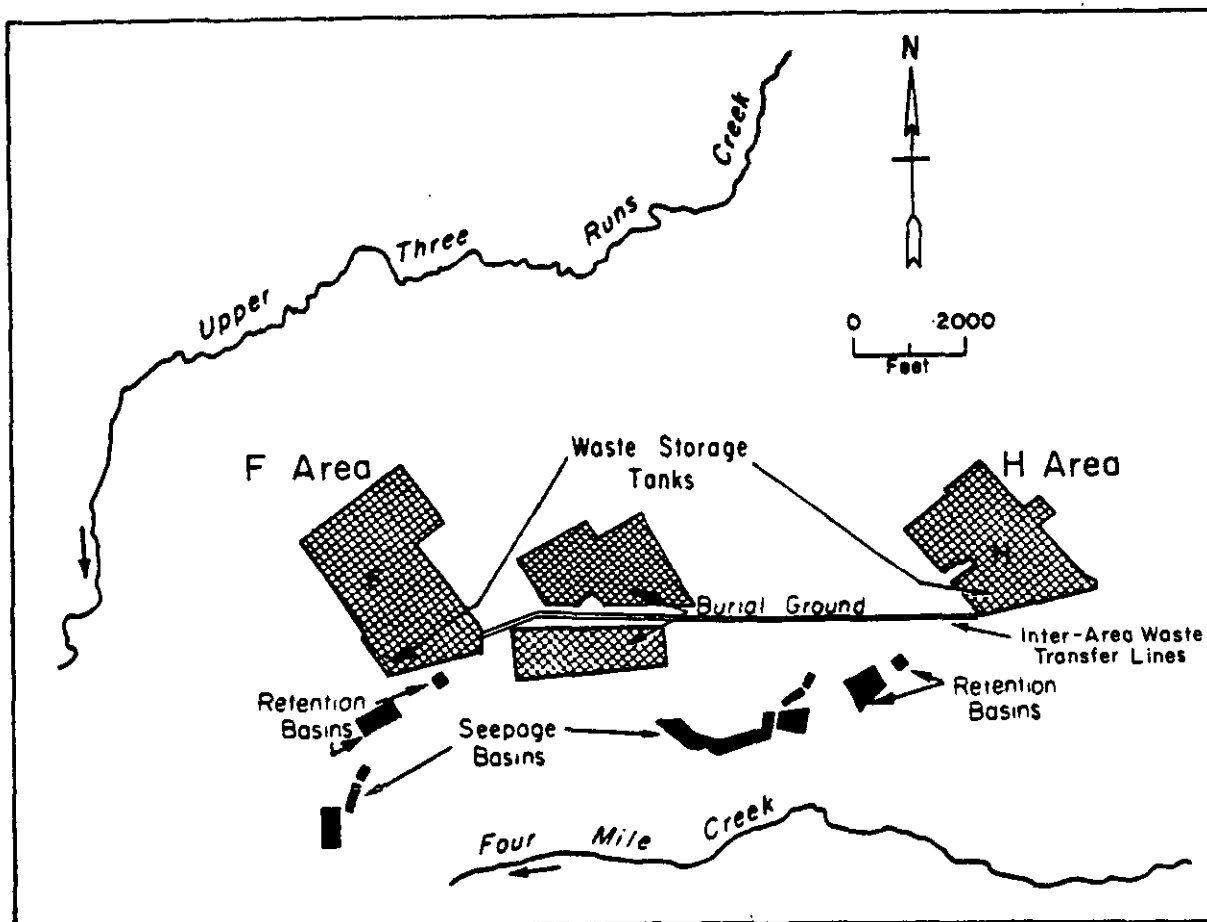 N
Upper Three Runs Creek
0 2000
Feet
F Area
Waste Storage
Tanks
H Area
Burial Ground
Inter-Area Waste
Transfer Lines
Retention
Basins
Retention
Basins
Seepage
Basins
Four Mile Creek